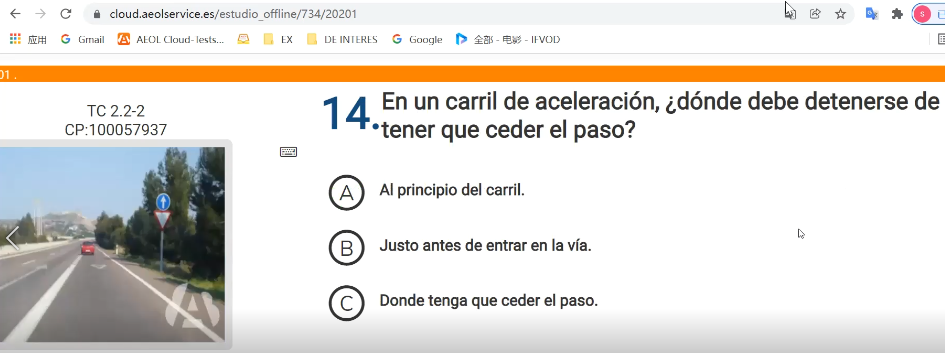 cloud.aeolservice.es/estudio_offline/734/20201
应用 Gmail AEOL Cloud-Tests... EX DE INTERES Google 全部 - 电影 - IFVOD
01 .
TC 2.2-2
CP:100057937
14. En un carril de aceleración, ¿dónde debe detenerse de
tener que ceder el paso?
A Al principio del carril.
B Justo antes de entrar en la vía.
C Donde tenga que ceder el paso.